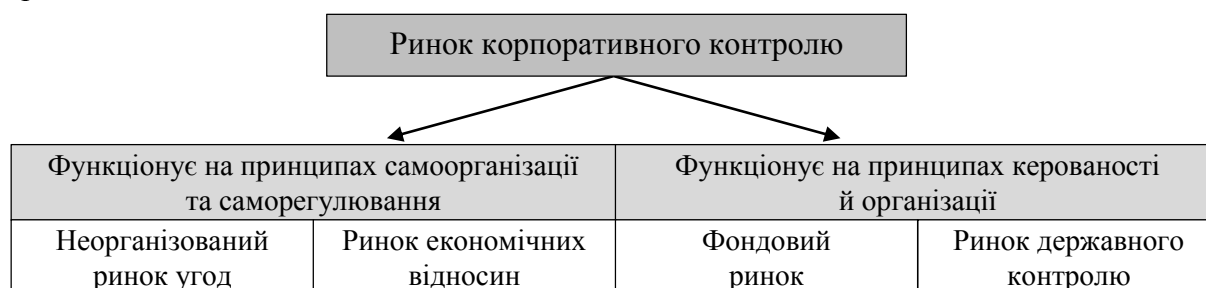 Ринок корпоративного контролю
Функціонує на принципах самоорганізації
та саморегулювання
Функціонує на принципах керованості
й організації
Неорганізований
ринок угод
Ринок економічних
відносин
Фондовий
ринок
Ринок державного
контролю